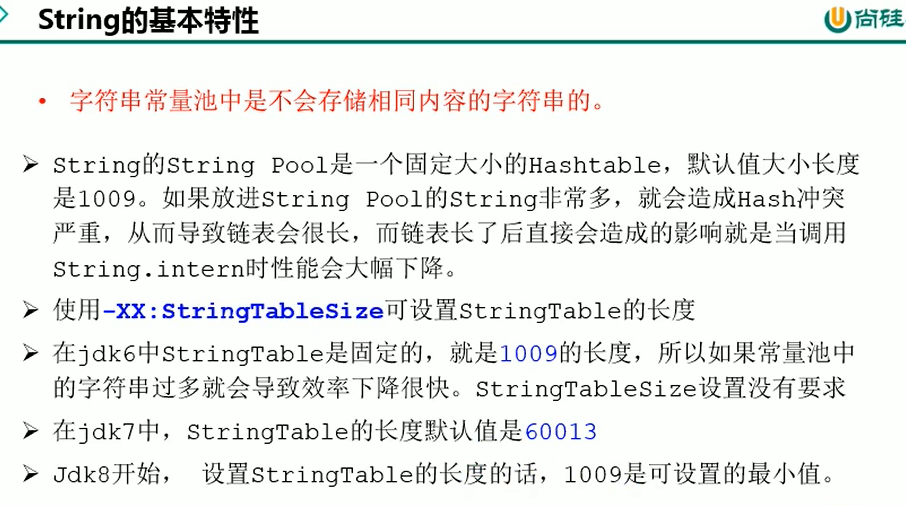 String的基本特性
尚硅
• 字符串常量池中是不会存储相同内容的字符串的。
➢ String的String Pool是一个固定大小的Hashtable，默认值大小长度
是1009。如果放进String Pool的String非常多，就会造成Hash冲突
严重，从而导致链表会很长，而链表长了后直接会造成的影响就是当调用
String.intern时性能会大幅下降。
➢ 使用-XX:StringTableSize可设置StringTable的长度
➢ 在jdk6中StringTable是固定的，就是1009的长度，所以如果常量池中
的字符串过多就会导致效率下降很快。StringTableSize设置没有要求
➢ 在jdk7中，StringTable的长度默认值是60013
➢ Jdk8开始， 设置StringTable的长度的话，1009是可设置的最小值。